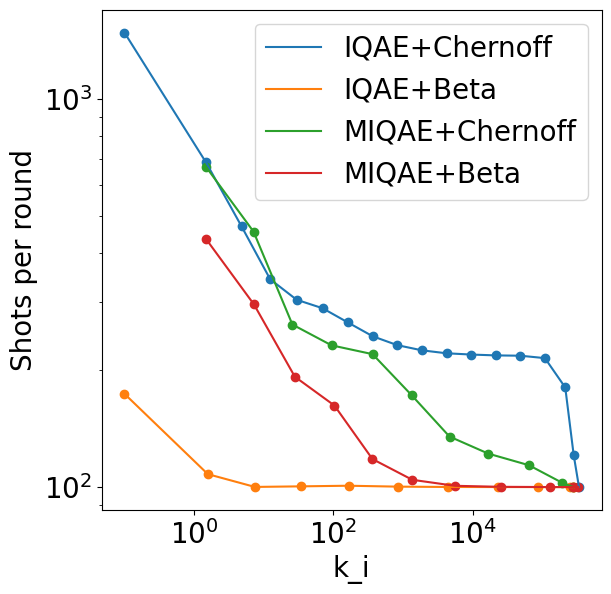 IQAE+Chernoff
IQAE+Beta
MIQAE+Chernoff
MIQAE+Beta
Shots per round
10³
10²
10⁰ 10² 10⁴
k_i